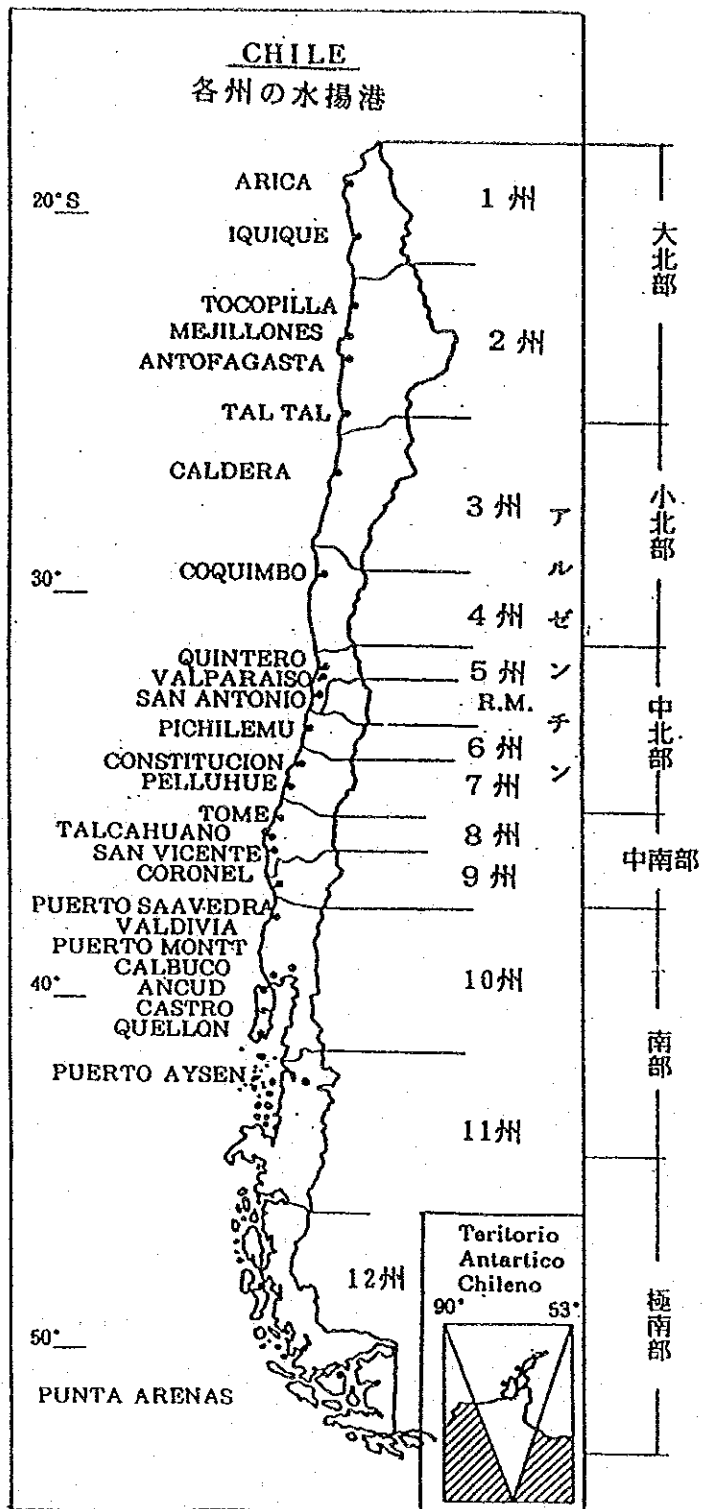 CHILE
各州の水揚港
ARICA
1州
20°S
IQUIQUE
大北部
TOCOPILLA
MEJILLONES
2州
ANTOFAGASTA
TAL TAL
CALDERA
3州
小北部
アルゼンチン
COQUIMBO
30°
4州
QUINTERO
5州
VALPARAISO
SAN ANTONIO
R.M.
中北部
PICHILEMU
6州
CONSTITUCION
PELLUHUE
7州
TOME
TALCAHUANO
8州
SAN VICENTE
中南部
CORONEL
9州
PUERTO SAAVEDRA
VALDIVIA
PUERTO MONTT
CALBUCO
10州
40°
ANCUD
CASTRO
QUELLON
南部
PUERTO AYSEN
11州
12州
Teritorio
Antartico
Chileno
90° 53°
極南部
50°
PUNTA ARENAS